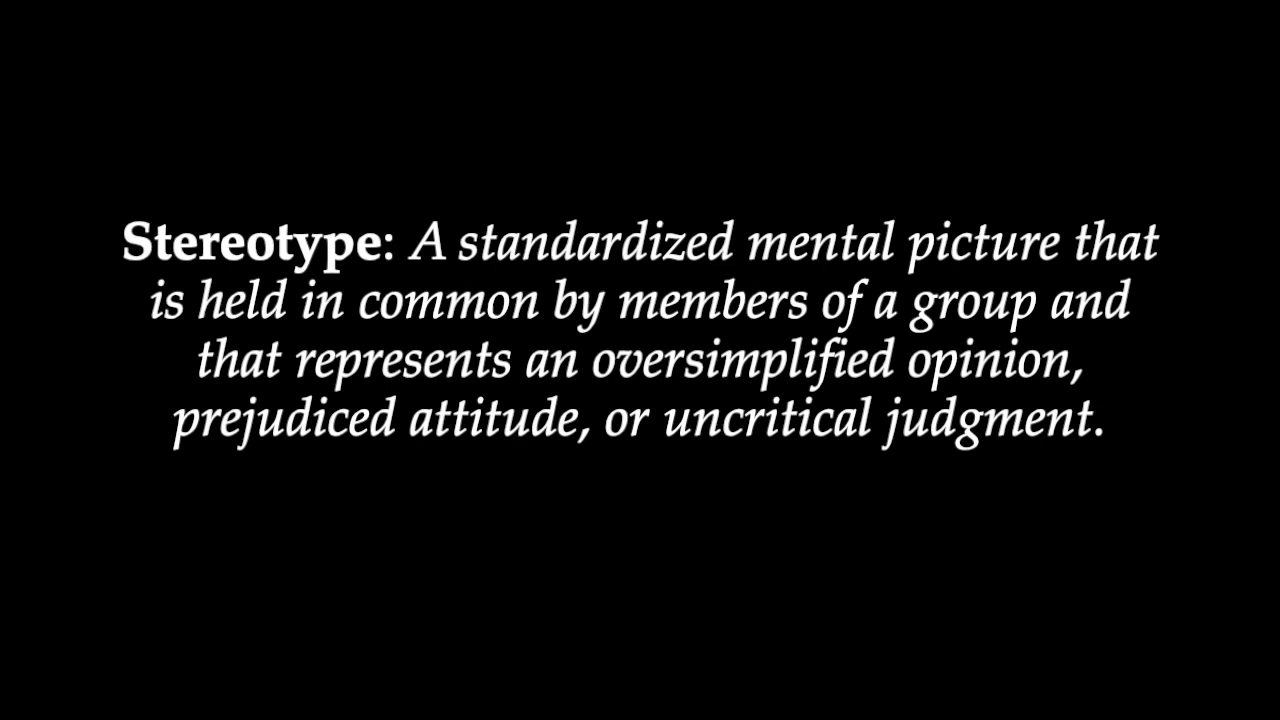 Stereotype: A standardized mental picture that
is held in common by members of a group and
that represents an oversimplified opinion,
prejudiced attitude, or uncritical judgment.